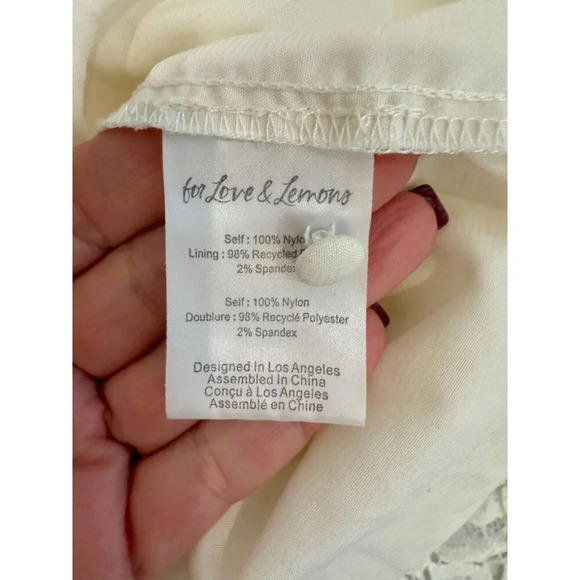 for Love & Lemons
Self : 100% Nylon
Lining : 98% Recycled
2% Spandex
Self : 100% Nylon
Doublure : 98% Recyclé Polyester
2% Spandex
Designed In Los Angeles
Assembled In China
Conçu à Los Angeles
Assemblé en Chine